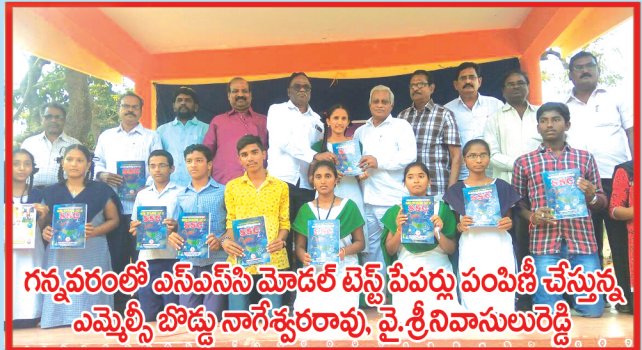 గన్నవరంలో ఎస్ఎస్‌సి మోడల్ టెస్ట్ పేపర్లు పంపిణీ చేస్తున్న
ఎమ్మెల్సీ బొడ్డు నాగేశ్వరరావు, వై.శ్రీనివాసులురెడ్డి